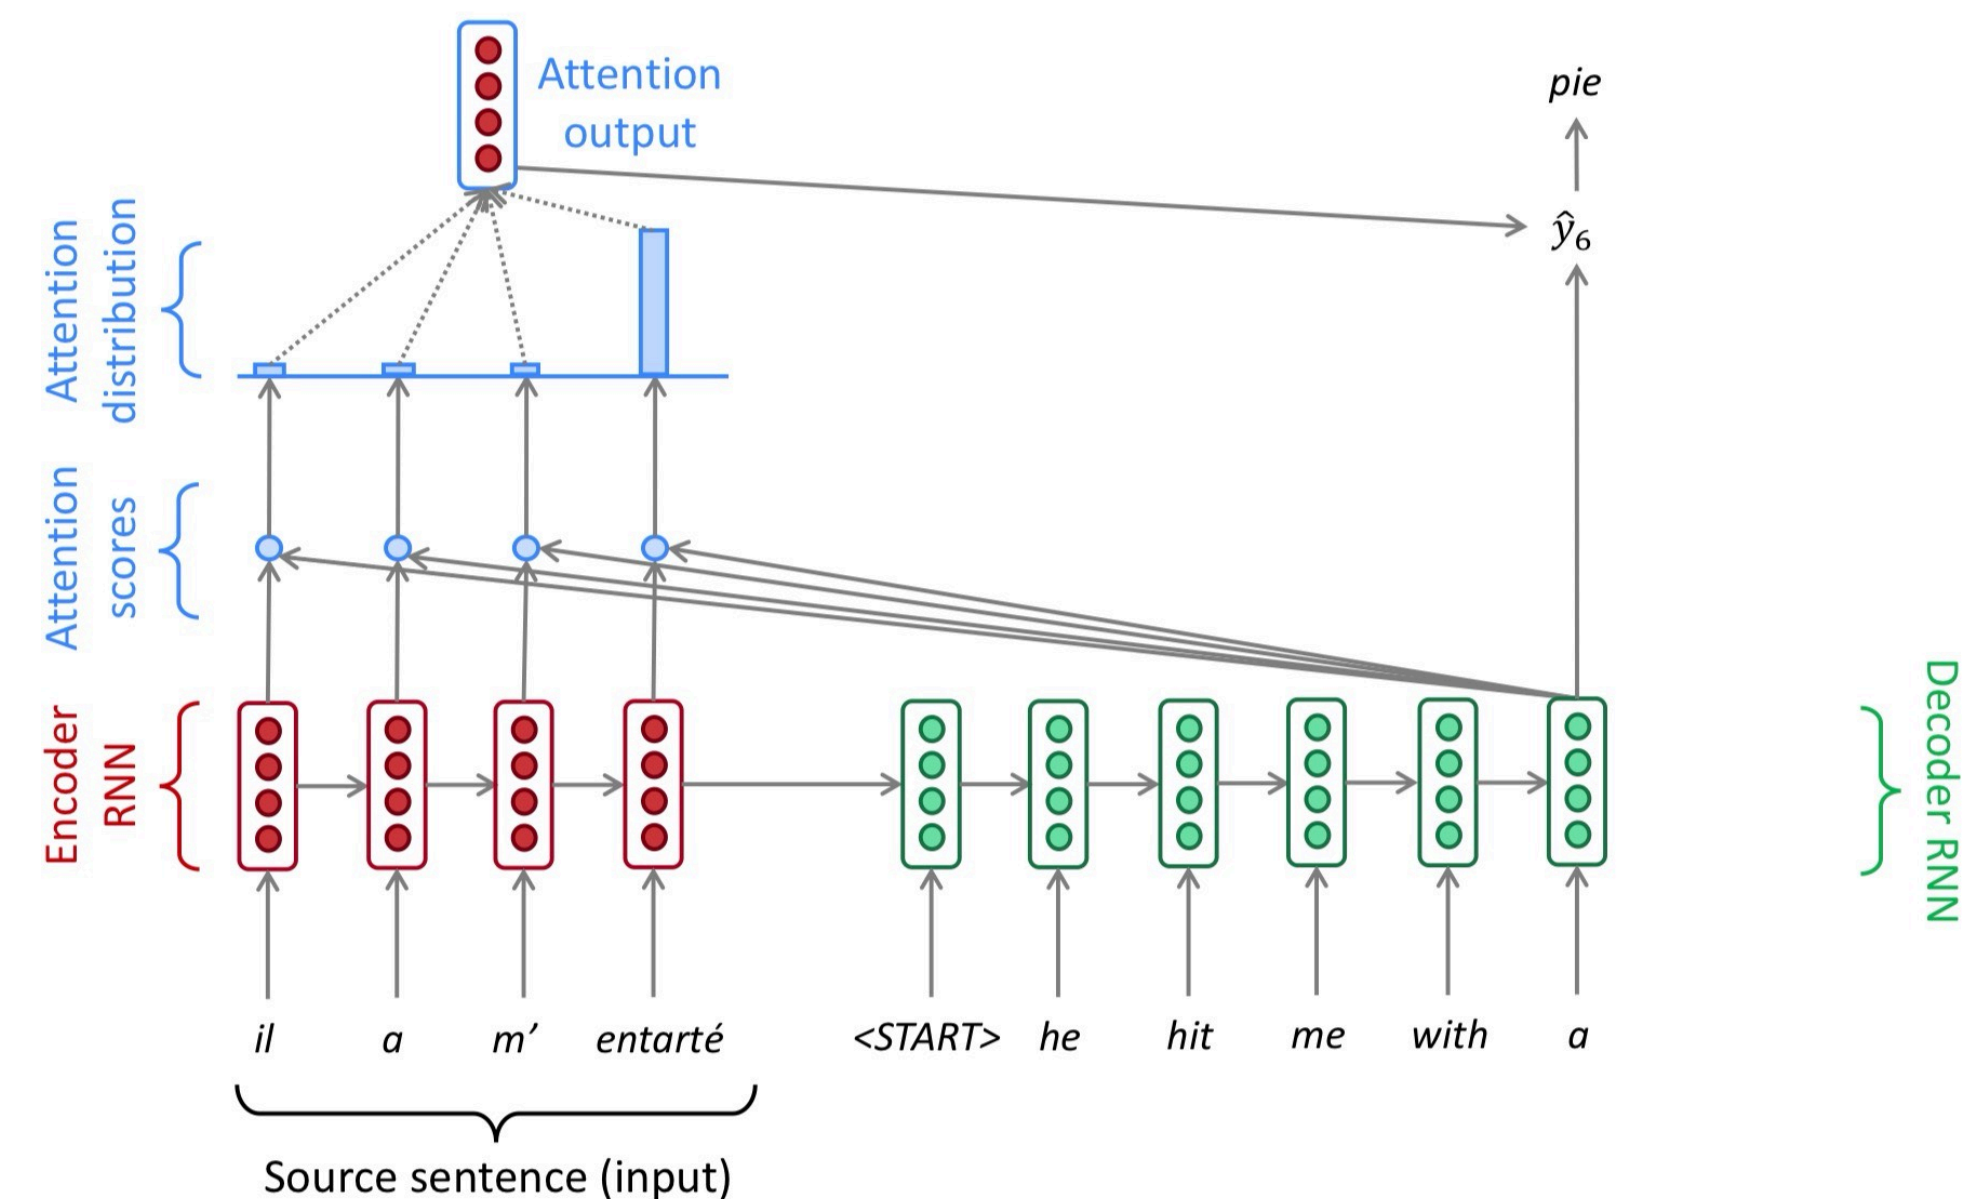 Attention
output
pie
Attention
distribution
ŷ₆
Attention
scores
Encoder
RNN
Decoder RNN
il a m’ entarté <START> he hit me with a
Source sentence (input)